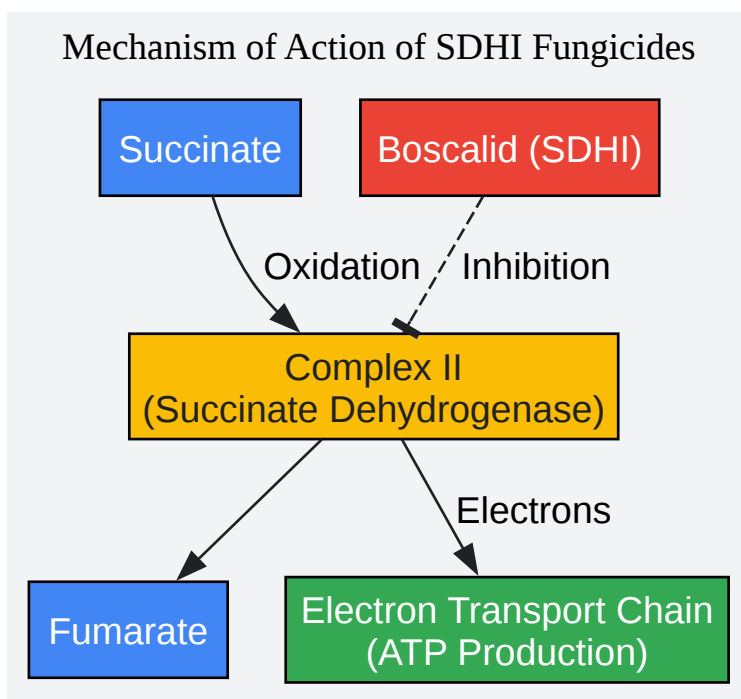 Mechanism of Action of SDHI Fungicides
Succinate
Boscalid (SDHI)
Oxidation
Inhibition
Complex II
(Succinate Dehydrogenase)
Electrons
Fumarate
Electron Transport Chain
(ATP Production)